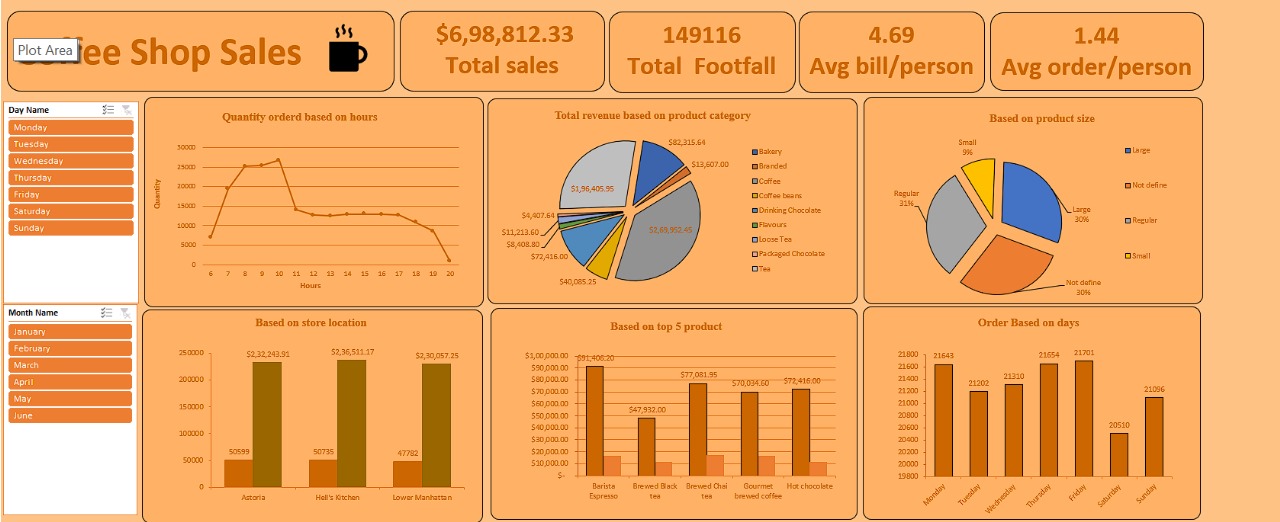 Plot Area
ffee Shop Sales
$6,98,812.33
Total sales
149116
Total Footfall
4.69
Avg bill/person
1.44
Avg order/person
Day Name
Monday
Tuesday
Wednesday
Thursday
Friday
Saturday
Sunday
Month Name
January
February
March
April
May
June
Quantity orderd based on hours
Quantity
30000
25000
20000
15000
10000
5000
0
6 7 8 9 10 11 12 13 14 15 16 17 18 19 20
Hours
Total revenue based on product category
$82,315.64
$13,607.00
$2,69,952.45
$40,085.25
$72,416.00
$8,408.80
$11,213.60
$4,407.64
$1,96,405.95
Bakery
Branded
Coffee
Coffee beans
Drinking Chocolate
Flavours
Loose Tea
Packaged Chocolate
Tea
Based on product size
Small
9%
Regular
31%
Large
30%
Not define
30%
Large
Not define
Regular
Small
Based on store location
250000
200000
150000
100000
50000
0
50599
$2,32,243.91
50735
$2,36,511.17
47782
$2,30,057.25
Astoria
Hell's Kitchen
Lower Manhattan
Based on top 5 product
$1,00,000.00
$90,000.00
$80,000.00
$70,000.00
$60,000.00
$50,000.00
$40,000.00
$30,000.00
$20,000.00
$10,000.00
$-
$91,406.20
$47,932.00
$77,081.95
$70,034.60
$72,416.00
Barista
Espresso
Brewed Black
tea
Brewed Chai
tea
Gourmet
brewed coffee
Hot chocolate
Order Based on days
21800
21600
21400
21200
21000
20800
20600
20400
20200
20000
19800
21643
21202
21310
21654
21701
20510
21096
Monday
Tuesday
Wednesday
Thursday
Friday
Saturday
Sunday